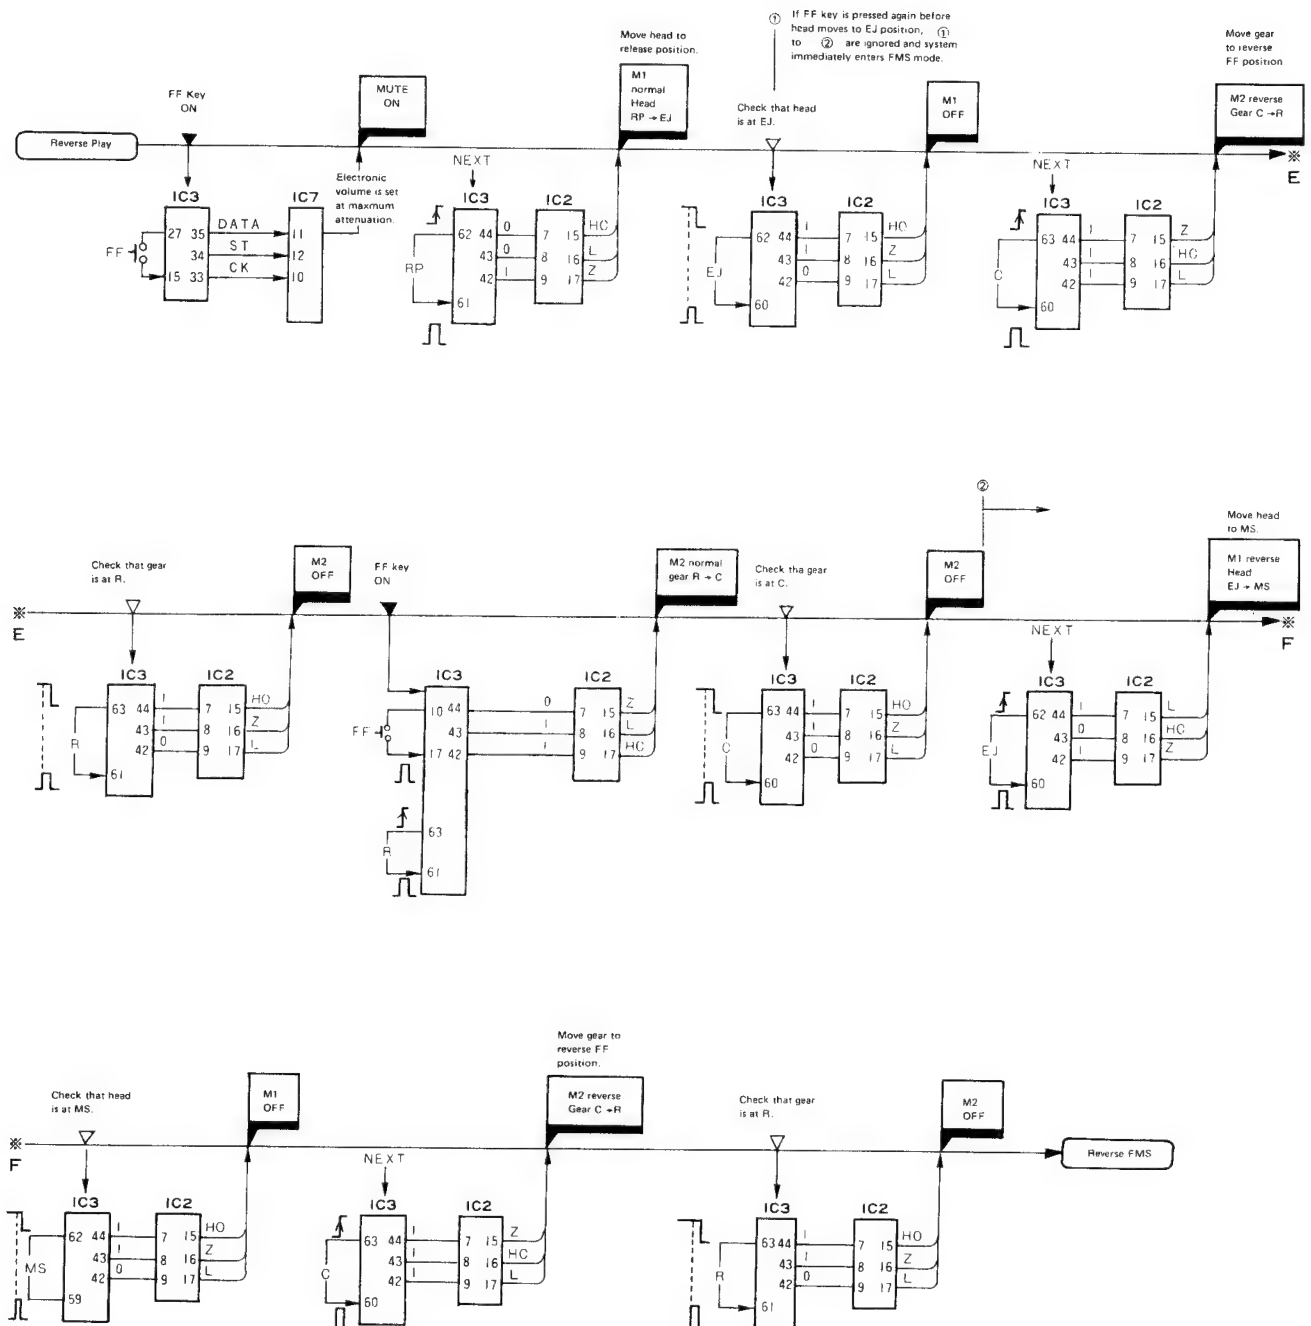 ① If FF key is pressed again before
head moves to EJ position, ①
to ② are ignored and system
immediately enters FMS mode.
Move head to
release position.
Move gear
to reverse
FF position
FF Key
ON
MUTE
ON
M1
normal
Head
RP → EJ
Check that head
is at EJ.
M1
OFF
M2 reverse
Gear C → R
Reverse Play
※
E
Electronic
volume is set
at maxmum
attenuation.
NEXT
NEXT
IC3
IC7
IC3
IC2
IC3
IC2
IC3
IC2
FF
27 35 DATA 11
34 ST 12
15 33 CK 10
RP
62 44 0 7 15 HO
43 0 8 16 L
42 1 9 17 Z
61
EJ
62 44 1 7 15 HO
43 1 8 16 L
42 0 9 17 Z
60
C
63 44 1 7 15 Z
43 1 8 16 HO
42 1 9 17 L
60
②
Check that gear
is at R.
M2
OFF
FF key
ON
M2 normal
gear R → C
Check tha gear
is at C.
M2
OFF
Move head
to MS.
M1 reverse
Head
EJ → MS
※
E
NEXT
※
F
IC3
IC2
IC3
IC2
IC3
IC2
IC3
IC2
R
63 44 1 7 15 HO
43 1 8 16 Z
42 0 9 17 L
61
FF
10 44 0 7 15 Z
43 1 8 16 L
17 42 1 9 17 HO
R
63
61
C
63 44 1 7 15 HO
43 1 8 16 Z
42 0 9 17 L
60
EJ
62 44 1 7 15 L
43 0 8 16 HO
42 1 9 17 Z
60
Check that head
is at MS.
M1
OFF
Move gear to
reverse FF
position.
M2 reverse
Gear C → R
Check that gear
is at R.
M2
OFF
※
F
NEXT
Reverse FMS
IC3
IC2
IC3
IC2
IC3
IC2
MS
62 44 1 7 15 HO
43 1 8 16 Z
42 0 9 17 L
59
C
63 44 1 7 15 Z
43 1 8 16 HO
42 1 9 17 L
60
R
63 44 1 7 15 HO
43 1 8 16 Z
42 0 9 17 L
61